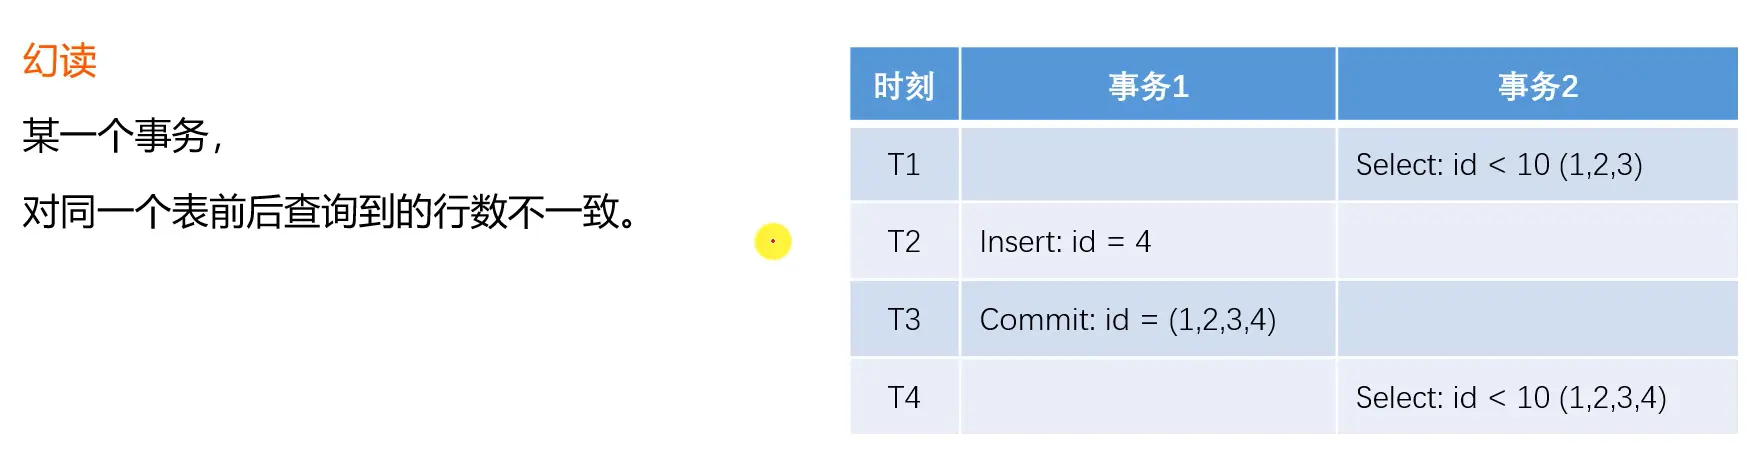 幻读
某一个事务，
对同一个表前后查询到的行数不一致。
时刻 事务1 事务2
T1 Select: id < 10 (1,2,3)
T2 Insert: id = 4
T3 Commit: id = (1,2,3,4)
T4 Select: id < 10 (1,2,3,4)